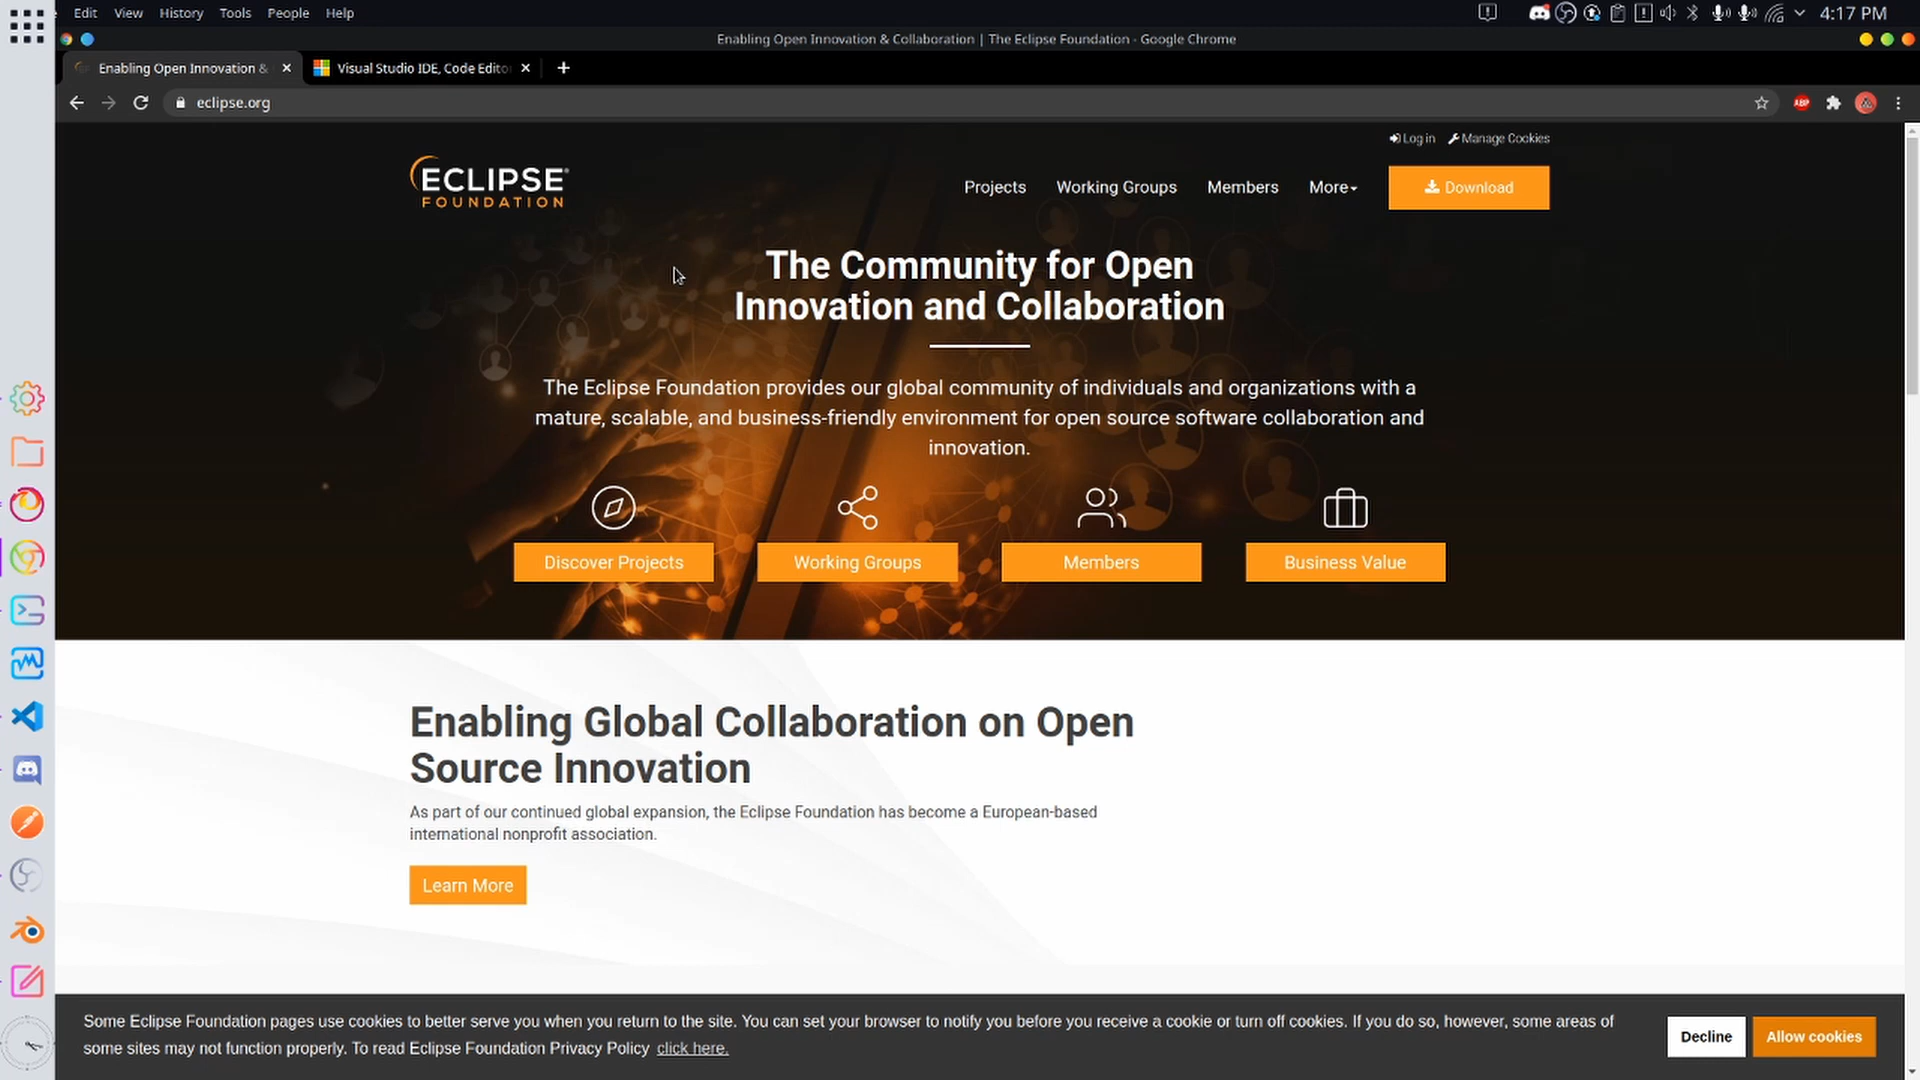 Edit View History Tools People Help
4:17 PM
Enabling Open Innovation & Collaboration | The Eclipse Foundation - Google Chrome
Enabling Open Innovation &
Visual Studio IDE, Code Edito
eclipse.org
ABP
Log in Manage Cookies
ECLIPSE
FOUNDATION
Projects Working Groups Members More Download
The Community for Open
Innovation and Collaboration
The Eclipse Foundation provides our global community of individuals and organizations with a
mature, scalable, and business-friendly environment for open source software collaboration and
innovation.
Discover Projects Working Groups Members Business Value
Enabling Global Collaboration on Open
Source Innovation
As part of our continued global expansion, the Eclipse Foundation has become a European-based
international nonprofit association.
Learn More
Some Eclipse Foundation pages use cookies to better serve you when you return to the site. You can set your browser to notify you before you receive a cookie or turn off cookies. If you do so, however, some areas of
some sites may not function properly. To read Eclipse Foundation Privacy Policy click here.
Decline Allow cookies